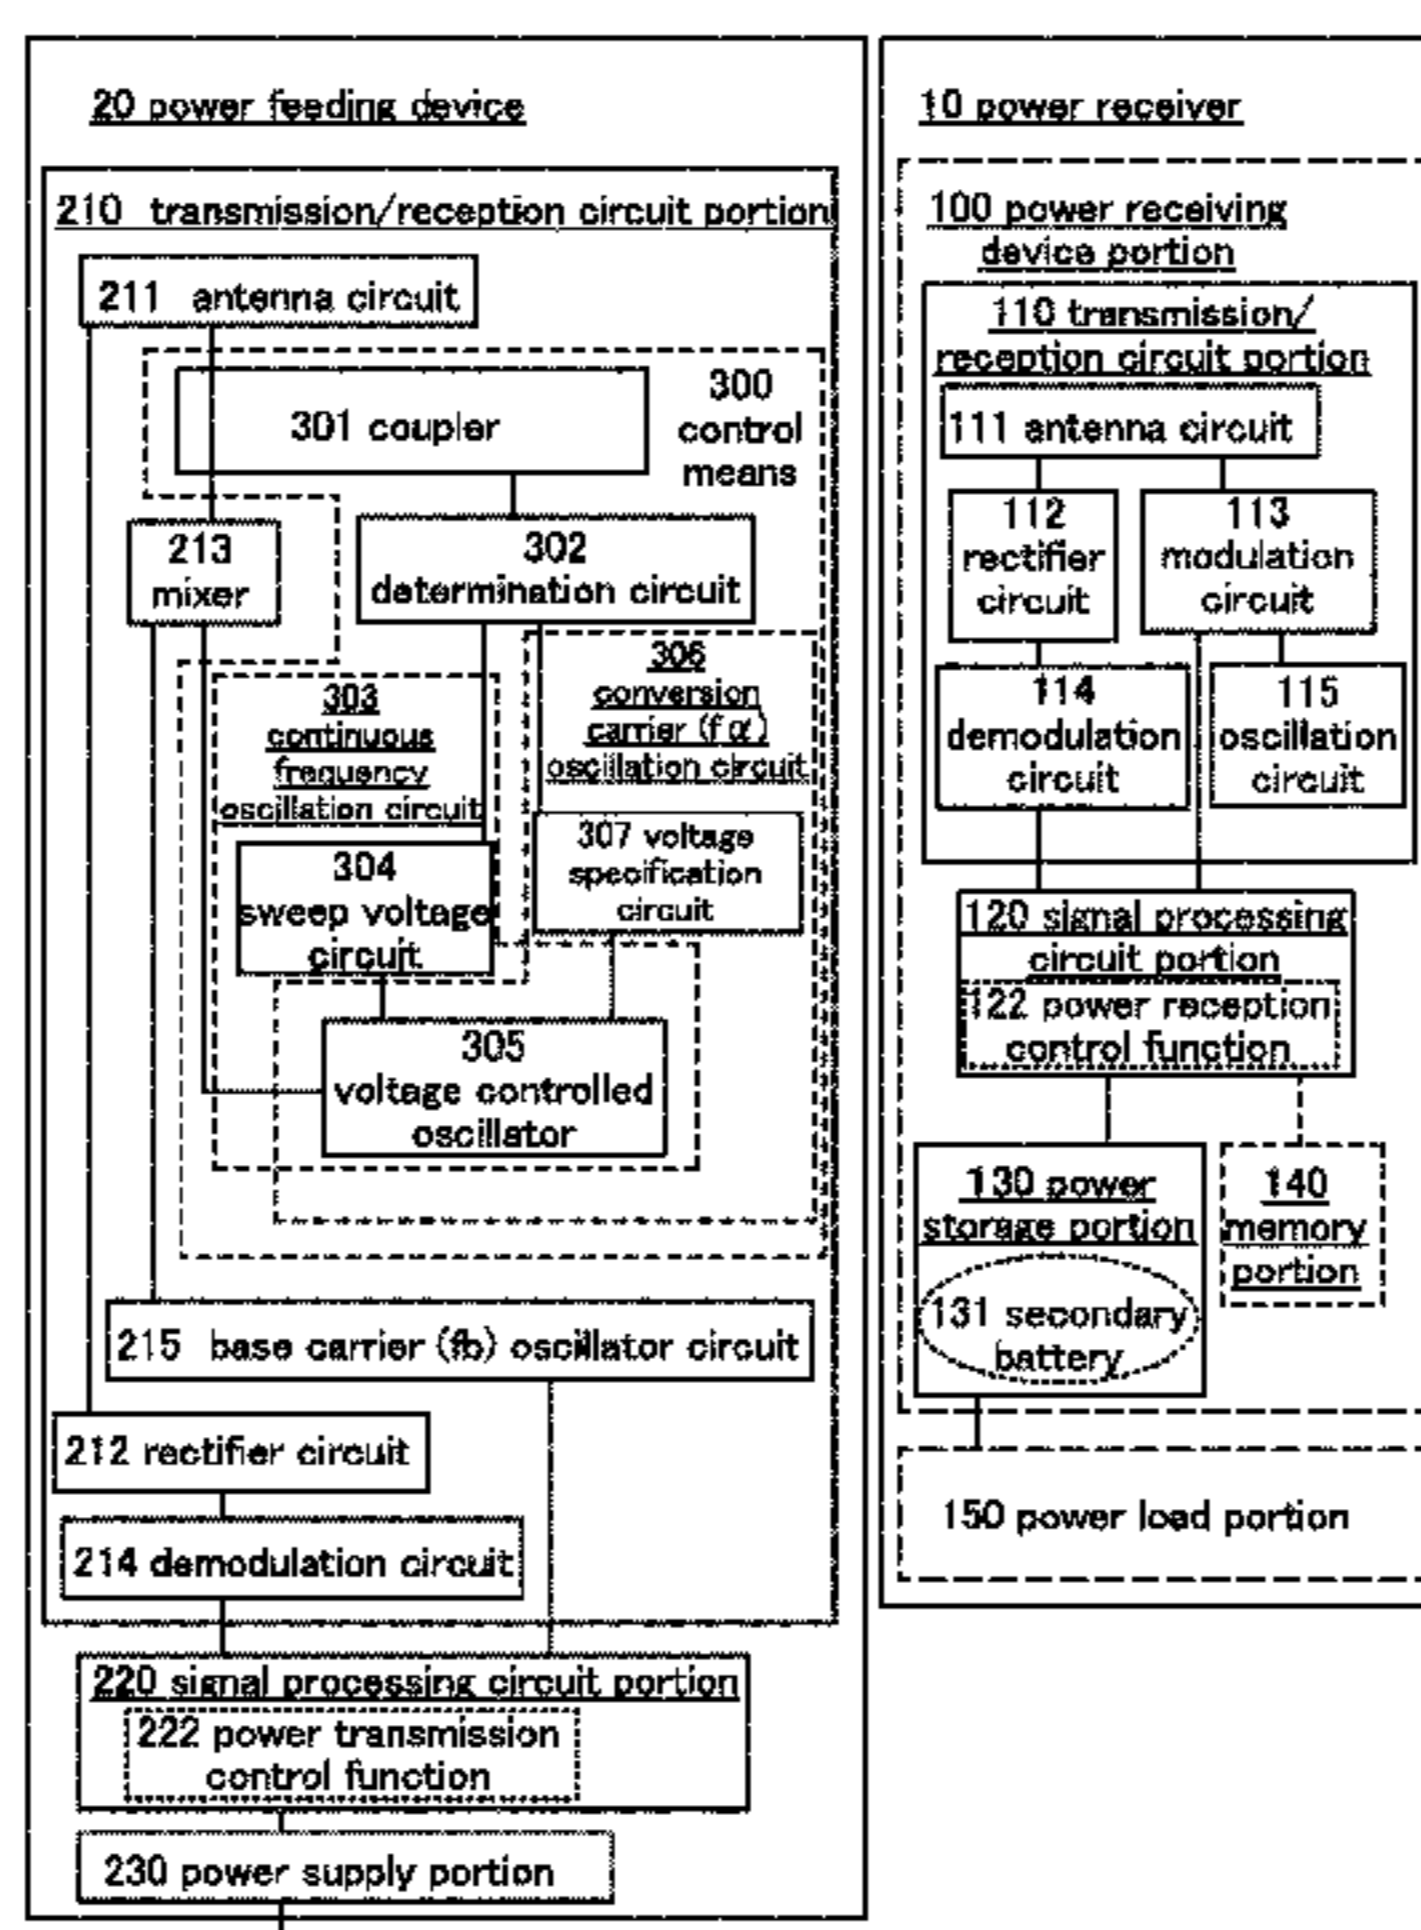 20 power feeding device
210 transmission/reception circuit portion
211 antenna circuit
301 coupler
300
control
means
213
mixer
302
determination circuit
303
continuous
frequency
oscillation circuit
306
conversion
carrier (fα)
oscillation circuit
304
sweep voltage
circuit
307 voltage
specification
circuit
305
voltage controlled
oscillator
215 base carrier (fb) oscillator circuit
212 rectifier circuit
214 demodulation circuit
220 signal processing circuit portion
222 power transmission
control function
230 power supply portion
10 power receiver
100 power receiving
device portion
110 transmission/
reception circuit portion
111 antenna circuit
112
rectifier
circuit
113
modulation
circuit
114
demodulation
circuit
115
oscillation
circuit
120 signal processing
circuit portion
122 power reception
control function
130 power
storage portion
131 secondary
battery
140
memory
portion
150 power load portion